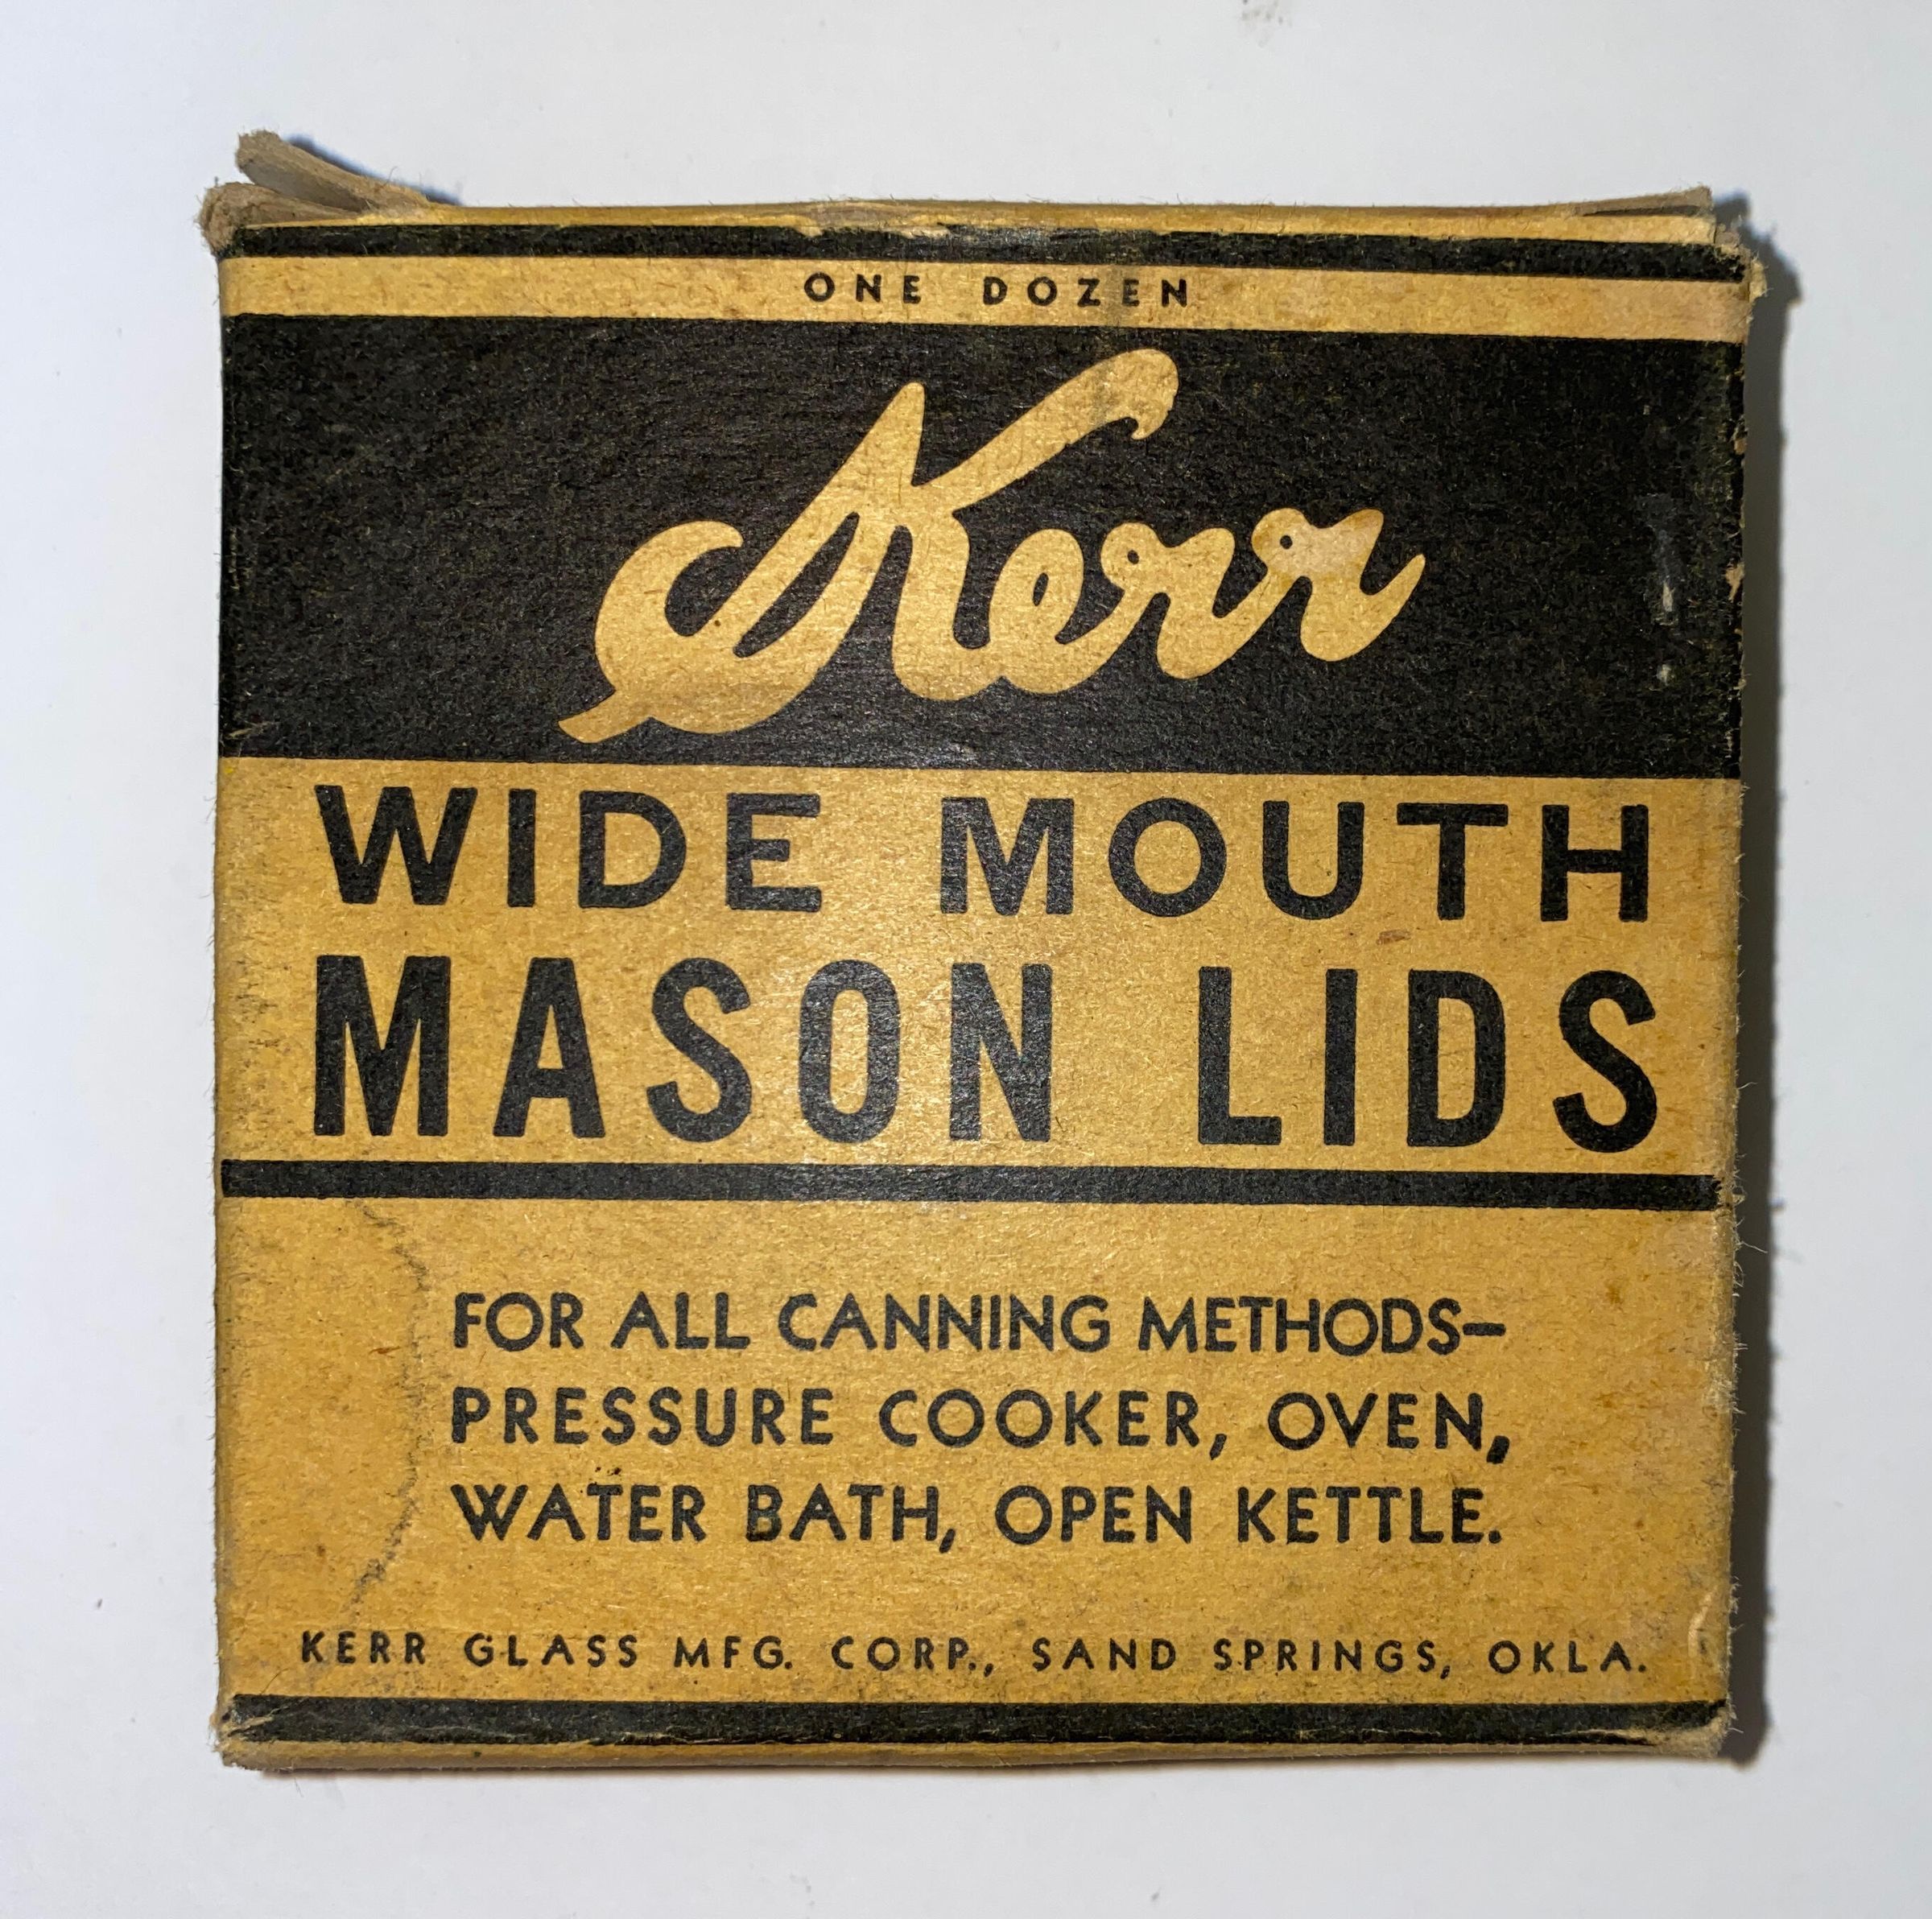 ONE DOZEN
Kerr
WIDE MOUTH
MASON LIDS
FOR ALL CANNING METHODS-
PRESSURE COOKER, OVEN,
WATER BATH, OPEN KETTLE.
KERR GLASS MFG. CORP., SAND SPRINGS, OKLA.